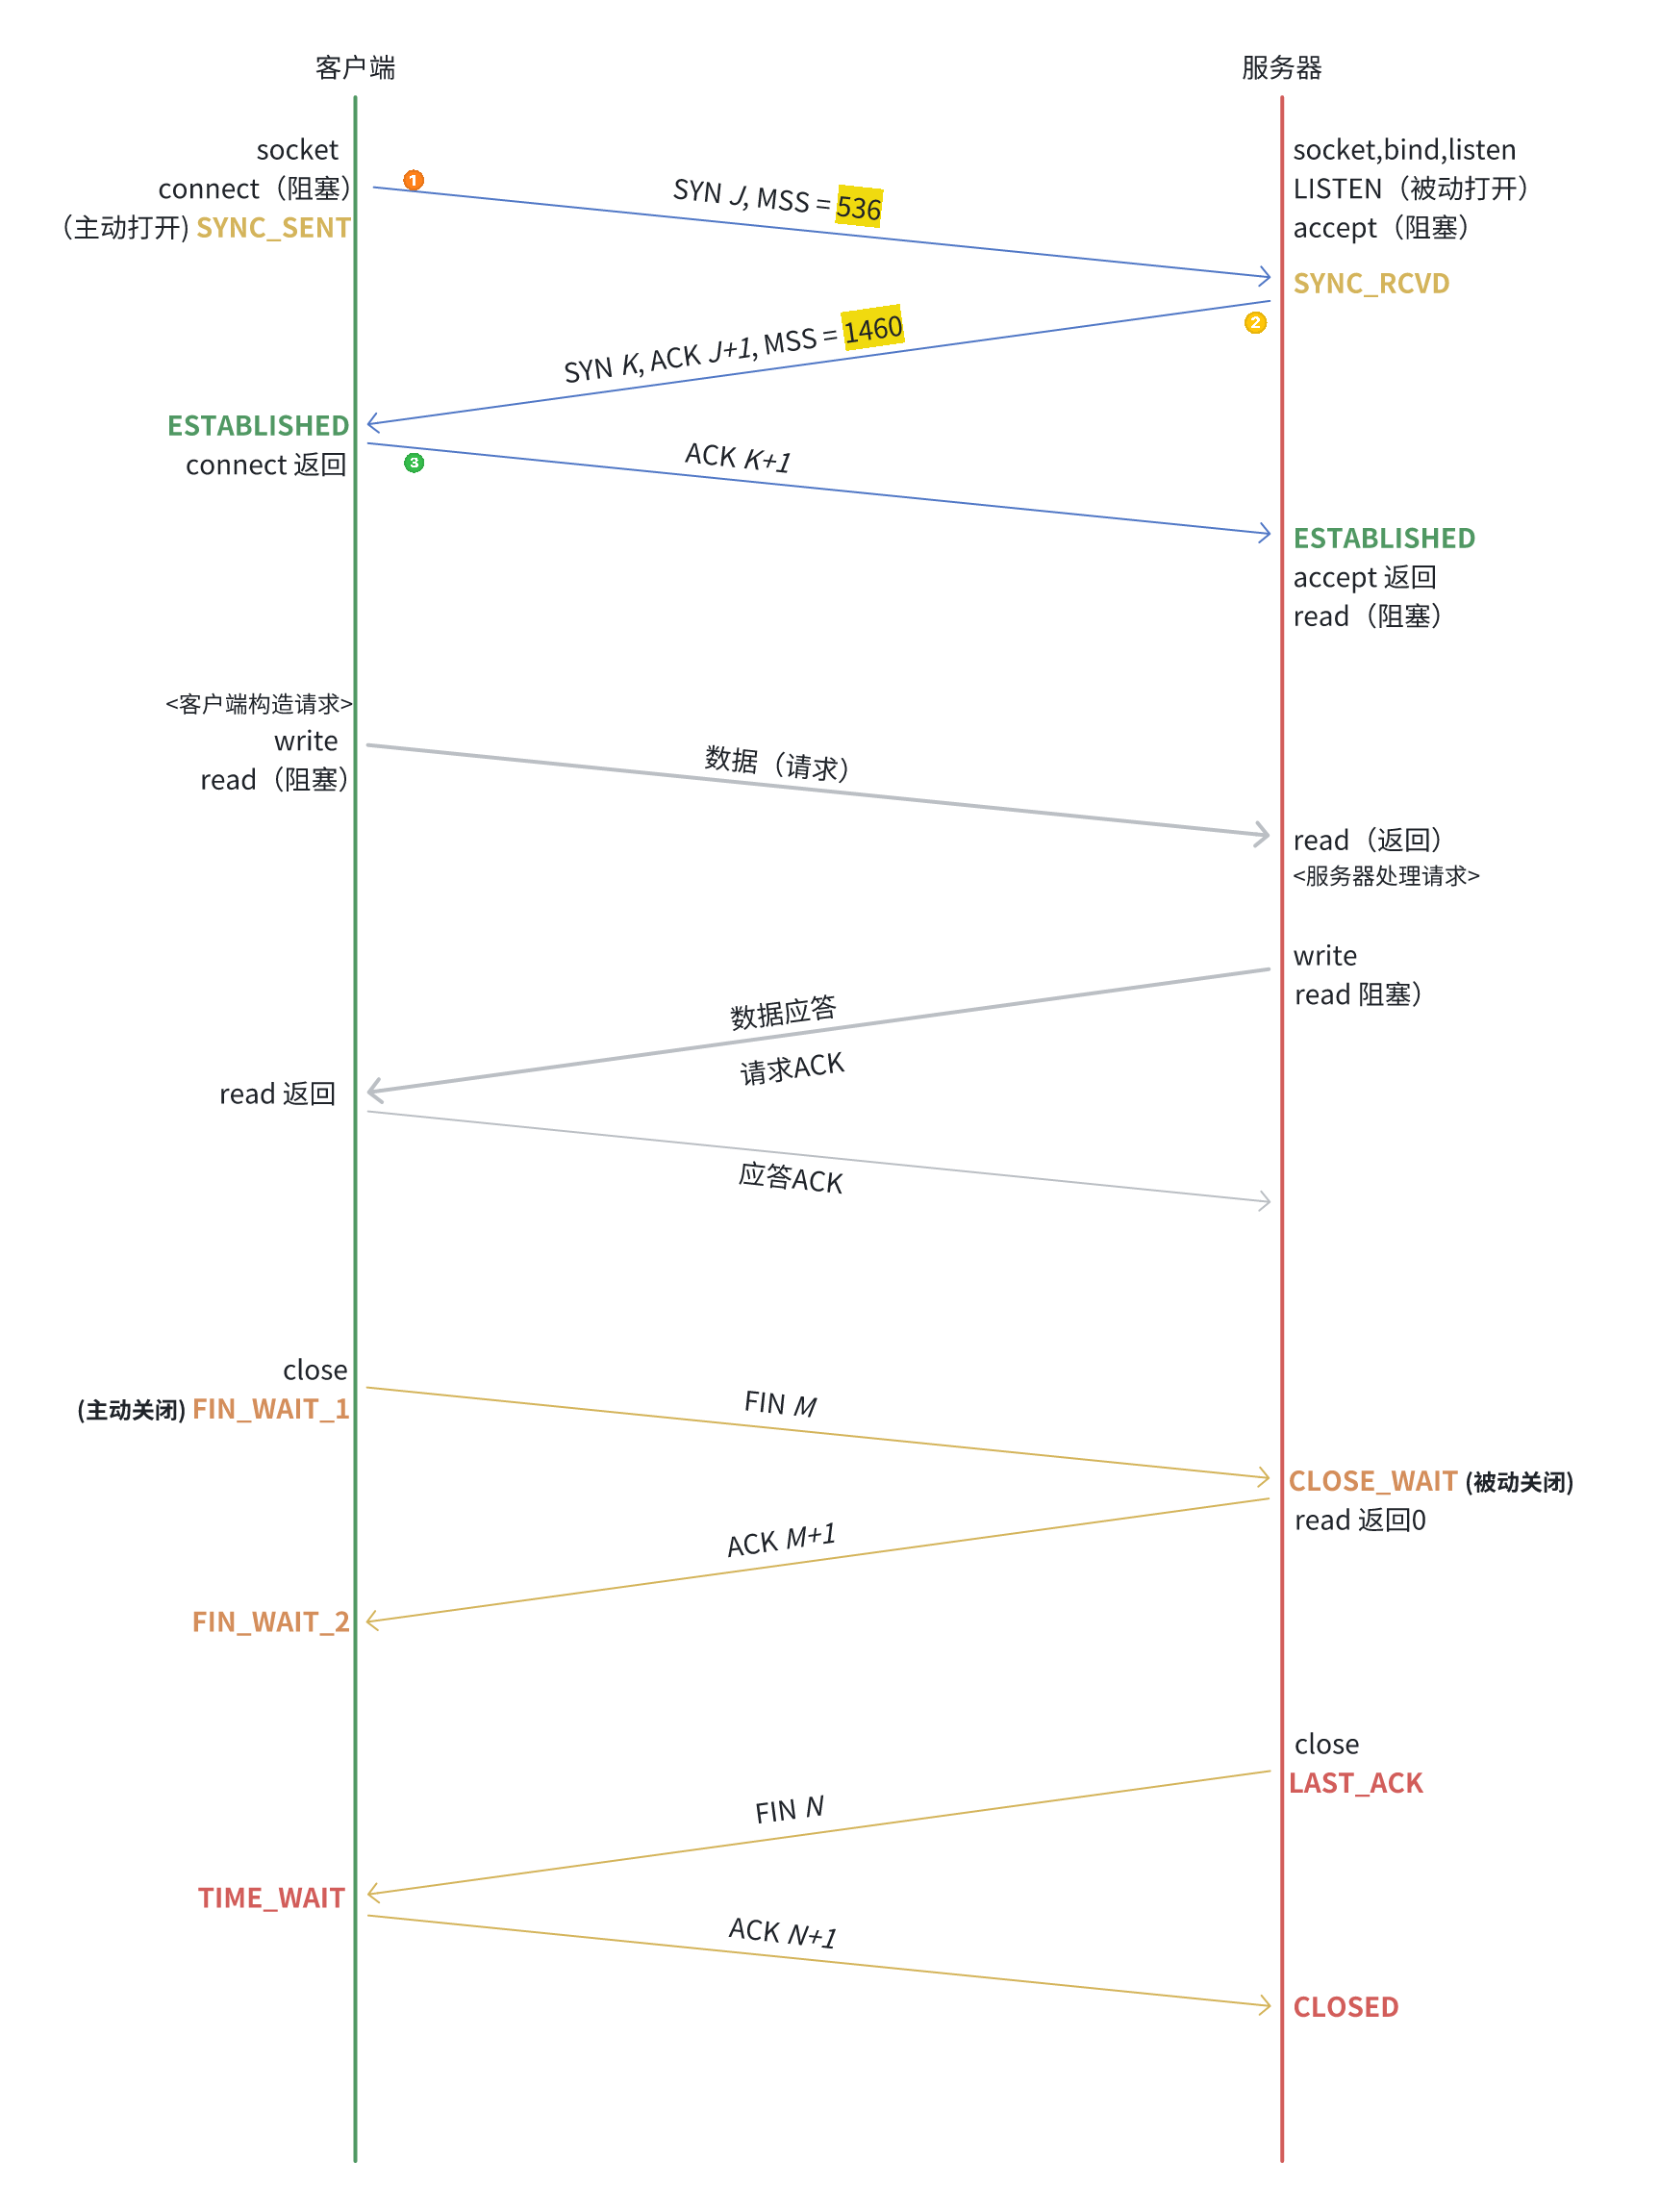 客户端
服务器
socket
connect（阻塞）
（主动打开) SYNC_SENT
socket,bind,listen
LISTEN（被动打开）
accept（阻塞）
1
SYN J, MSS = 536
SYNC_RCVD
2
SYN K, ACK J+1, MSS = 1460
ESTABLISHED
connect 返回
3
ACK K+1
ESTABLISHED
accept 返回
read（阻塞）
<客户端构造请求>
write
read（阻塞）
数据（请求）
read（返回）
<服务器处理请求>
write
read 阻塞）
数据应答
请求ACK
read 返回
应答ACK
close
(主动关闭) FIN_WAIT_1
FIN M
CLOSE_WAIT (被动关闭)
read 返回0
ACK M+1
FIN_WAIT_2
close
LAST_ACK
FIN N
TIME_WAIT
ACK N+1
CLOSED